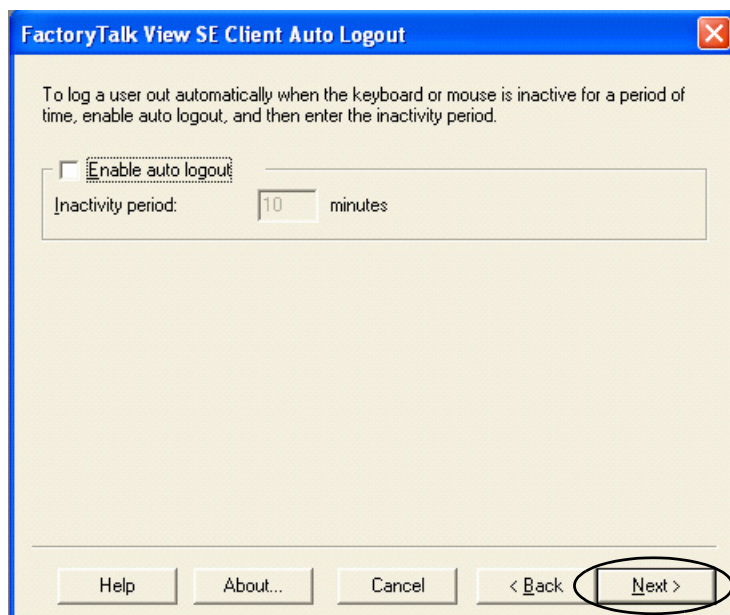 FactoryTalk View SE Client Auto Logout
To log a user out automatically when the keyboard or mouse is inactive for a period of
time, enable auto logout, and then enter the inactivity period.
Enable auto logout
Inactivity period: 10 minutes
Help About... Cancel < Back Next >